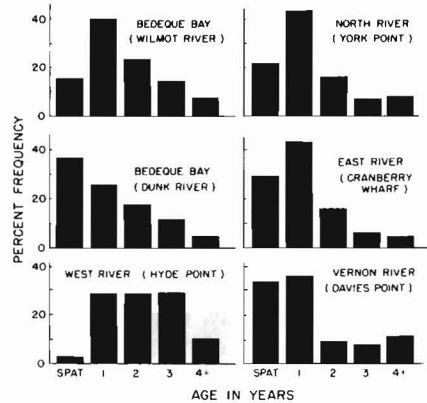 PERCENT FREQUENCY
40
20
0
BEDEQUE BAY
(WILMOT RIVER)
NORTH RIVER
(YORK POINT)
40
20
0
BEDEQUE BAY
(DUNK RIVER)
EAST RIVER
(CRANBERRY
WHARF)
40
20
0
WEST RIVER (HYDE POINT)
VERNON RIVER
(DAVIES POINT)
SPAT 1 2 3 4+
SPAT 1 2 3 4+
AGE IN YEARS